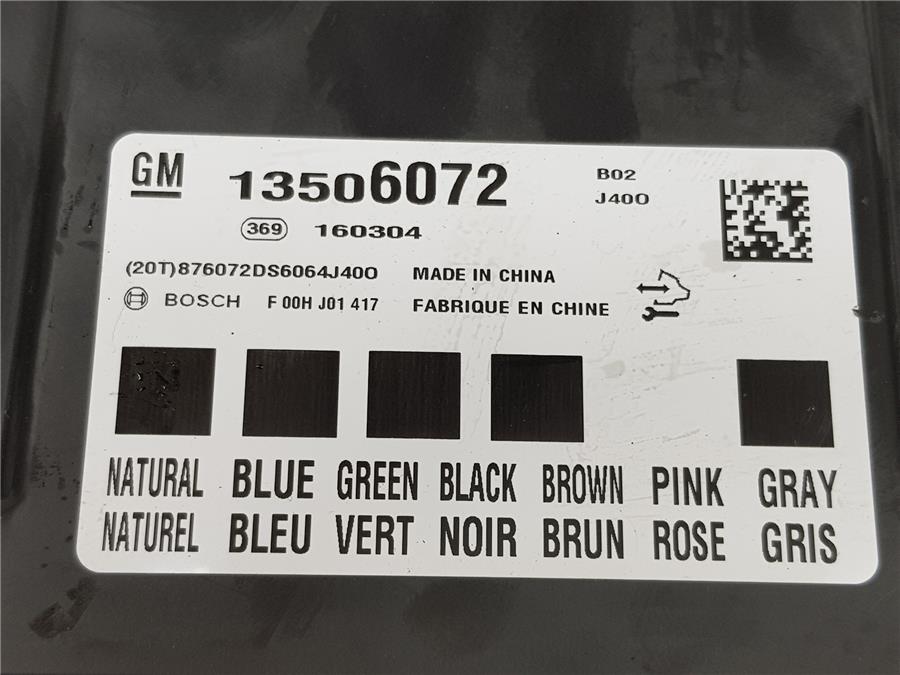 GM 13506072 B02
J400
369 160304
(20T)876072DS6064J400 MADE IN CHINA
BOSCH F 00H J01 417 FABRIQUE EN CHINE
NATURAL BLUE GREEN BLACK BROWN PINK GRAY
NATUREL BLEU VERT NOIR BRUN ROSE GRIS